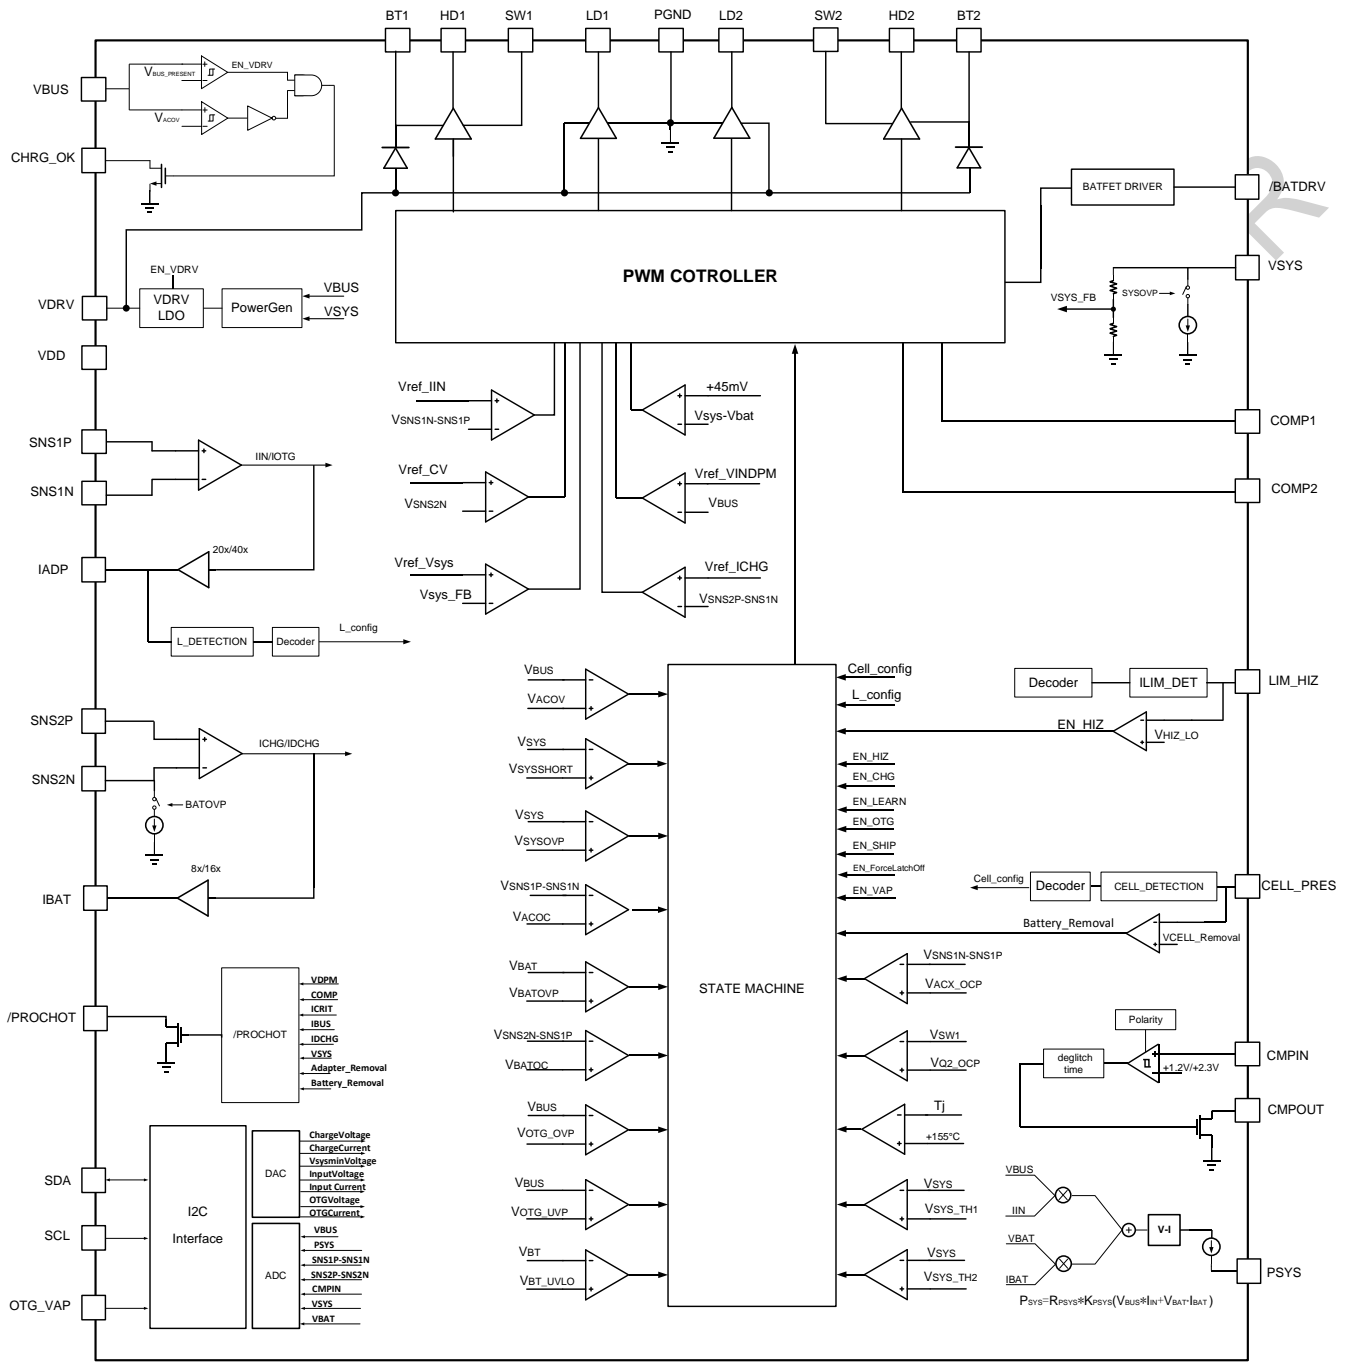 BT1
HD1
SW1
LD1
PGND
LD2
SW2
HD2
BT2
VBUS
VBUS_PRESENT
EN_VDRV
VACOV
CHRG_OK
BATFET DRIVER
/BATDRV
R
PWM COTROLLER
VSYS
SYSOVP
VSYS_FB
EN_VDRV
VDRV
VDRV
LDO
PowerGen
VBUS
VSYS
VDD
Vref_IIN
VSNS1N-SNS1P
+45mV
Vsys-Vbat
COMP1
SNS1P
SNS1N
IIN/IOTG
Vref_CV
VSNS2N
Vref_VINDPM
VBUS
COMP2
IADP
20x/40x
Vref_Vsys
Vsys_FB
Vref_ICHG
VSNS2P-SNS1N
L_DETECTION
Decoder
L_config
VBUS
VACOV
Cell_config
L_config
Decoder
ILIM_DET
LIM_HIZ
EN_HIZ
VHIZ_LO
SNS2P
SNS2N
ICHG/IDCHG
BATOVP
VSYS
VSYSSHORT
EN_HIZ
EN_CHG
EN_LEARN
EN_OTG
EN_SHIP
EN_ForceLatchOff
EN_VAP
VSYS
VSYSOVP
IBAT
8x/16x
VSNS1P-SNS1N
VACOC
Cell_config
Decoder
CELL_DETECTION
CELL_PRES
Battery_Removal
VCELL_Removal
STATE MACHINE
VBAT
VBATOVP
VSNS1N-SNS1P
VACX_OCP
/PROCHOT
/PROCHOT
VDPM
COMP
ICRIT
IBUS
IDCHG
VSYS
Adapter_Removal
Battery_Removal
VSNS2N-SNS1P
VBATOC
VSW1
VQ2_OCP
Polarity
deglitch
time
+1.2V/+2.3V
CMPIN
CMPOUT
VBUS
VOTG_OVP
Tj
+155°C
SDA
SCL
OTG_VAP
I2C
Interface
DAC
ChargeVoltage
ChargeCurrent
VsysminVoltage
InputVoltage
Input Current
OTGVoltage
OTGCurrent
ADC
VBUS
PSYS
SNS1P-SNS1N
SNS2P-SNS2N
CMPIN
VSYS
VBAT
VBUS
VOTG_UVP
VSYS
VSYS_TH1
VBT
VBT_UVLO
VSYS
VSYS_TH2
VBUS
IIN
VBAT
IBAT
V-I
PSYS
PSYS=RPSYS*KPSYS(VBUS*IIN+VBAT*IBAT)